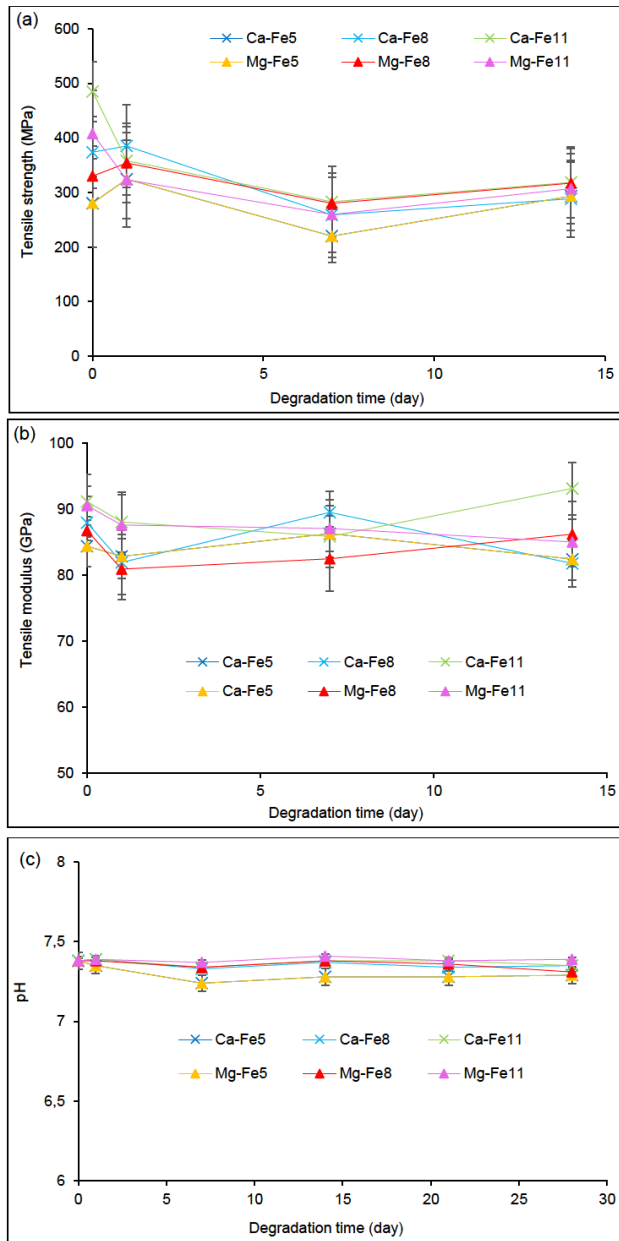 (a)
600
500
400
300
200
100
0
Tensile strength (MPa)
Ca-Fe5 Ca-Fe8 Ca-Fe11
Mg-Fe5 Mg-Fe8 Mg-Fe11
0 5 10 15
Degradation time (day)
(b)
100
90
80
70
60
50
Tensile modulus (GPa)
Ca-Fe5 Ca-Fe8 Ca-Fe11
Ca-Fe5 Mg-Fe8 Mg-Fe11
0 5 10 15
Degradation time (day)
(c)
8
7,5
7
6,5
6
pH
Ca-Fe5 Ca-Fe8 Ca-Fe11
Mg-Fe5 Mg-Fe8 Mg-Fe11
0 5 10 15 20 25 30
Degradation time (day)